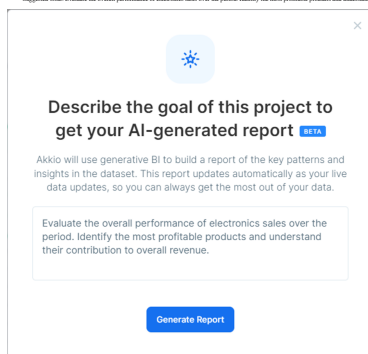 Describe the goal of this project to
get your AI-generated report BETA
Akkio will use generative BI to build a report of the key patterns and
insights in the dataset. This report updates automatically as your live
data updates, so you can always get the most out of your data.
Evaluate the overall performance of electronics sales over the
period. Identify the most profitable products and understand
their contribution to overall revenue.
Generate Report